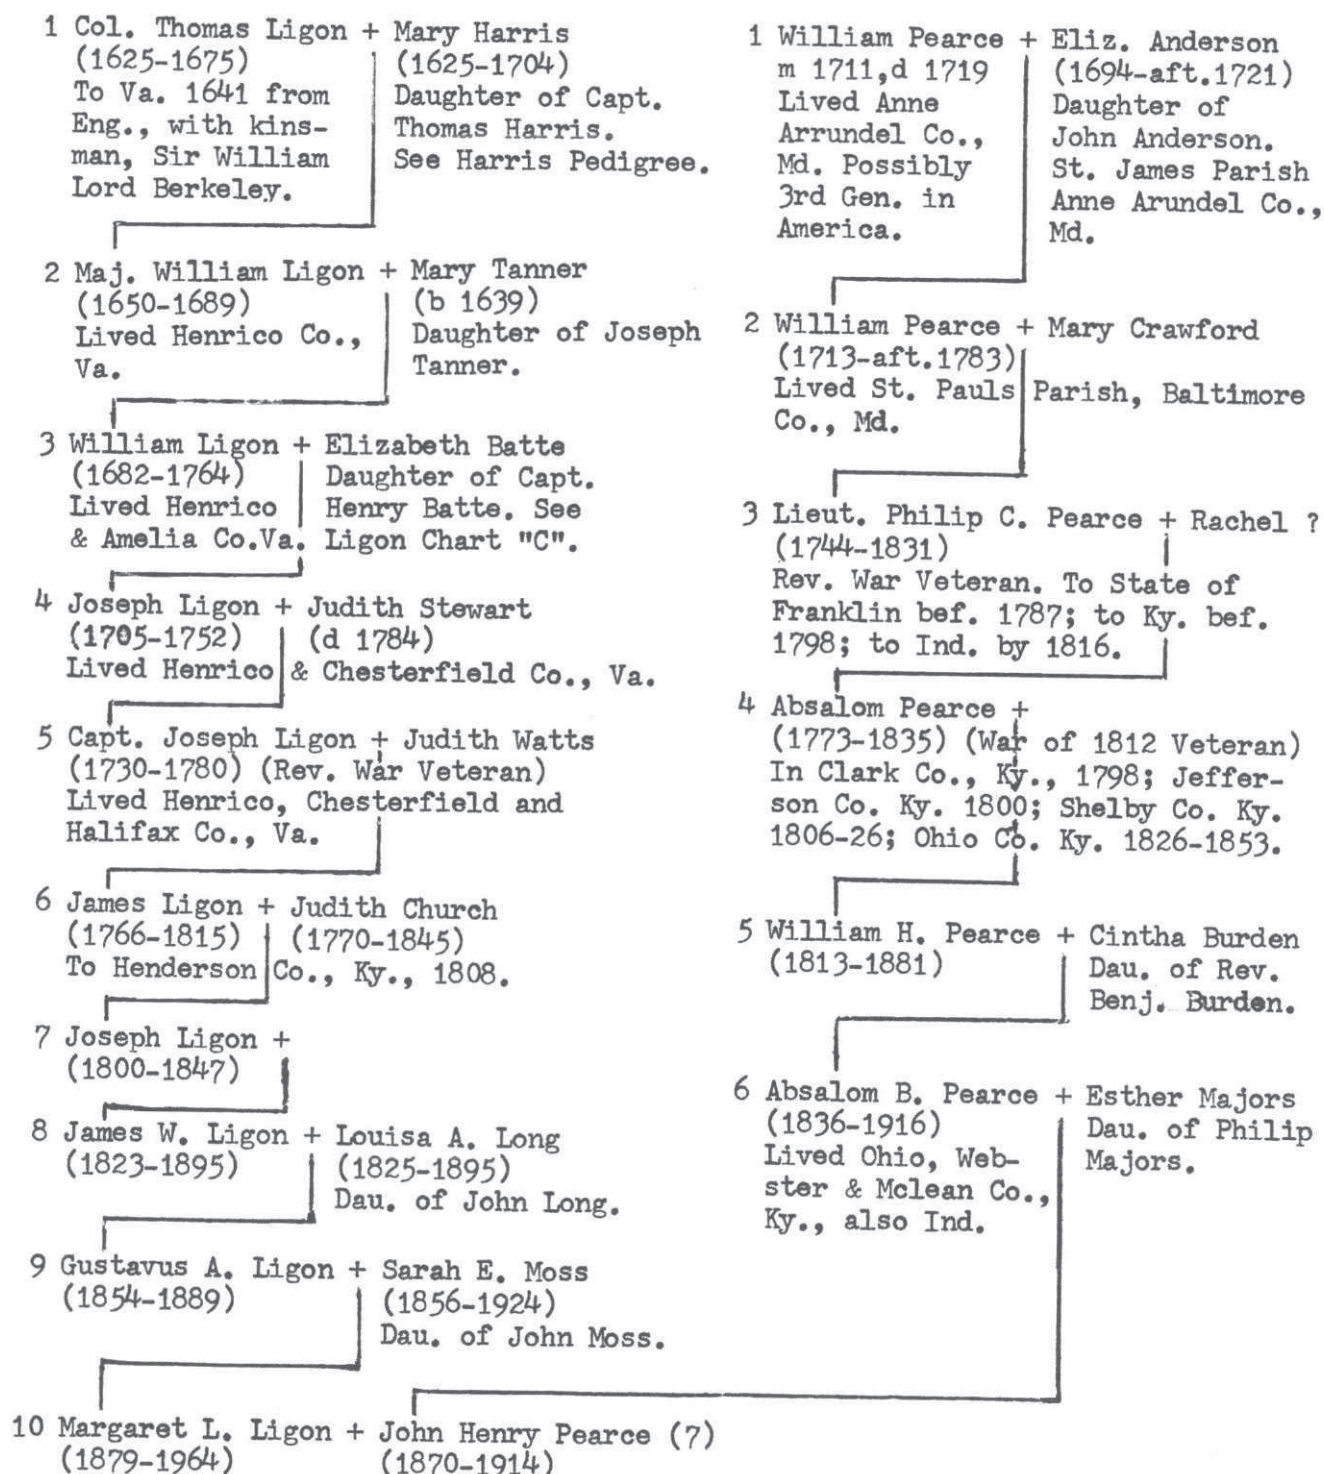 1 Col. Thomas Ligon + Mary Harris
(1625-1675) (1625-1704)
To Va. 1641 from Daughter of Capt.
Eng., with kins- Thomas Harris.
man, Sir William See Harris Pedigree.
Lord Berkeley.
2 Maj. William Ligon + Mary Tanner
(1650-1689) (b 1639)
Lived Henrico Co., Daughter of Joseph
Va. Tanner.
3 William Ligon + Elizabeth Batte
(1682-1764) Daughter of Capt.
Lived Henrico Henry Batte. See
& Amelia Co.Va. Ligon Chart "C".
4 Joseph Ligon + Judith Stewart
(1705-1752) (d 1784)
Lived Henrico & Chesterfield Co., Va.
5 Capt. Joseph Ligon + Judith Watts
(1730-1780) (Rev. War Veteran)
Lived Henrico, Chesterfield and
Halifax Co., Va.
6 James Ligon + Judith Church
(1766-1815) (1770-1845)
To Henderson Co., Ky., 1808.
7 Joseph Ligon +
(1800-1847)
8 James W. Ligon + Louisa A. Long
(1823-1895) (1825-1895)
Dau. of John Long.
9 Gustavus A. Ligon + Sarah E. Moss
(1854-1889) (1856-1924)
Dau. of John Moss.
1 William Pearce + Eliz. Anderson
m 1711,d 1719 (1694-aft.1721)
Lived Anne Daughter of
Arrundel Co., John Anderson.
Md. Possibly St. James Parish
3rd Gen. in Anne Arundel Co.,
America. Md.
2 William Pearce + Mary Crawford
(1713-aft.1783)
Lived St. Pauls Parish, Baltimore
Co., Md.
3 Lieut. Philip C. Pearce + Rachel ?
(1744-1831)
Rev. War Veteran. To State of
Franklin bef. 1787; to Ky. bef.
1798; to Ind. by 1816.
4 Absalom Pearce +
(1773-1835) (War of 1812 Veteran)
In Clark Co., Ky., 1798; Jeffer-
son Co. Ky. 1800; Shelby Co. Ky.
1806-26; Ohio Co. Ky. 1826-1853.
5 William H. Pearce + Cintha Burden
(1813-1881) Dau. of Rev.
Benj. Burden.
6 Absalom B. Pearce + Esther Majors
(1836-1916) Dau. of Philip
Lived Ohio, Web- Majors.
ster & Mclean Co.,
Ky., also Ind.
10 Margaret L. Ligon + John Henry Pearce (7)
(1879-1964) (1870-1914)